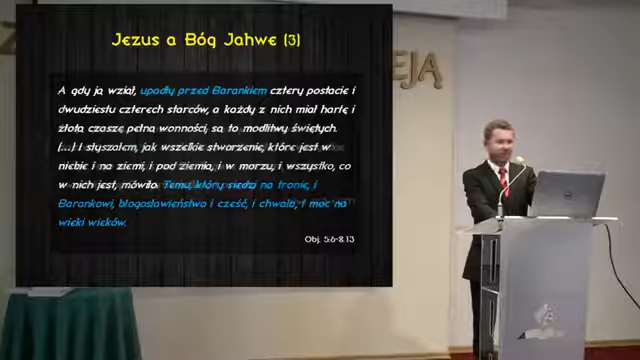 Jezus a Bóg Jahwe (3)
A gdy ją wziął, upadły przed Barankiem cztery postacie i
dwudziestu czterech starców, a każdy z nich miał harfę i
złotą czaszę pełną wonności; są to modlitwy świętych.
(...) I słyszałem, jak wszelkie stworzenie, które jest w
niebie i na ziemi, i pod ziemią, i w morzu, i wszystko, co
w nich jest, mówiło: Temu, który siedzi na tronie, i
Barankowi, błogosławieństwo i cześć, i chwała, i moc na
wieki wieków.
Obj. 5:6-8.13
EJĄ